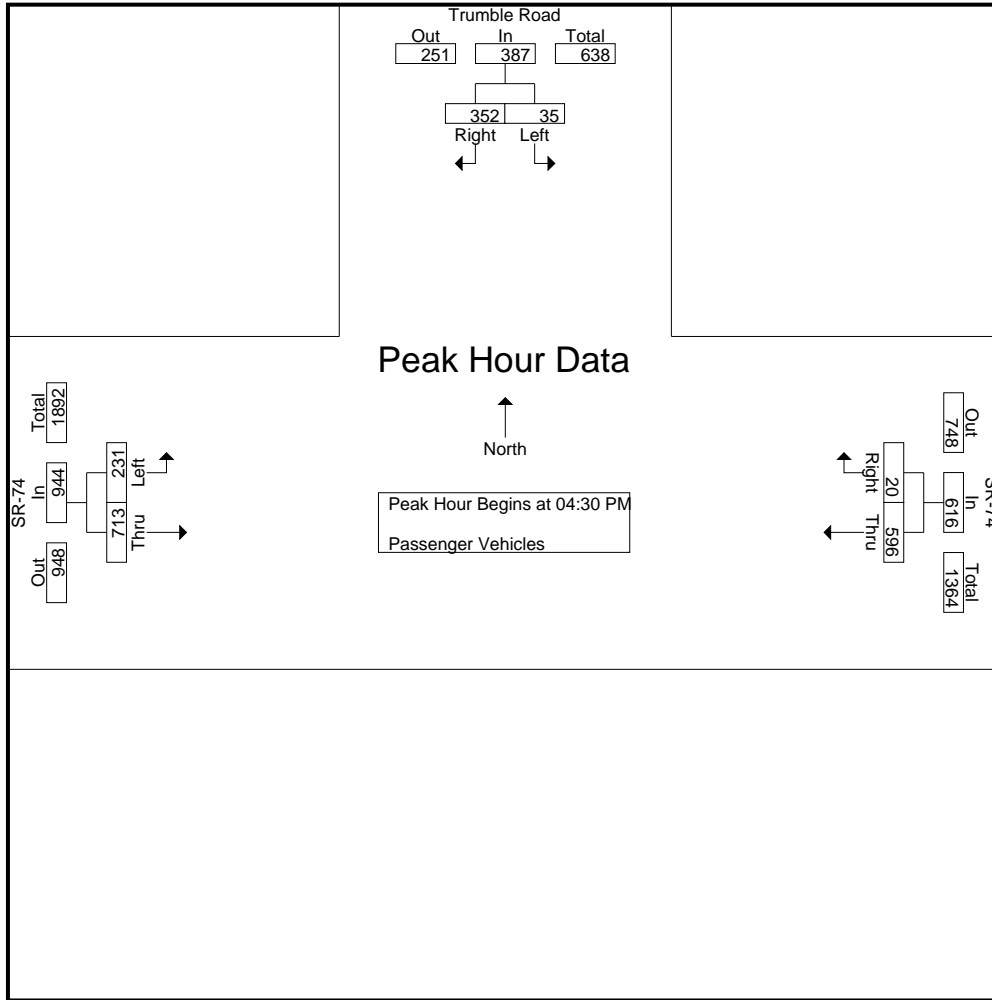 Trumble Road
Out In Total
251 387 638
352 35
Right Left
Peak Hour Data
North
Peak Hour Begins at 04:30 PM
Passenger Vehicles
SR-74
Total In Out
1892 944 948
231 713
Left Thru
SR-74
Out In Total
748 616 1364
20 596
Right Thru